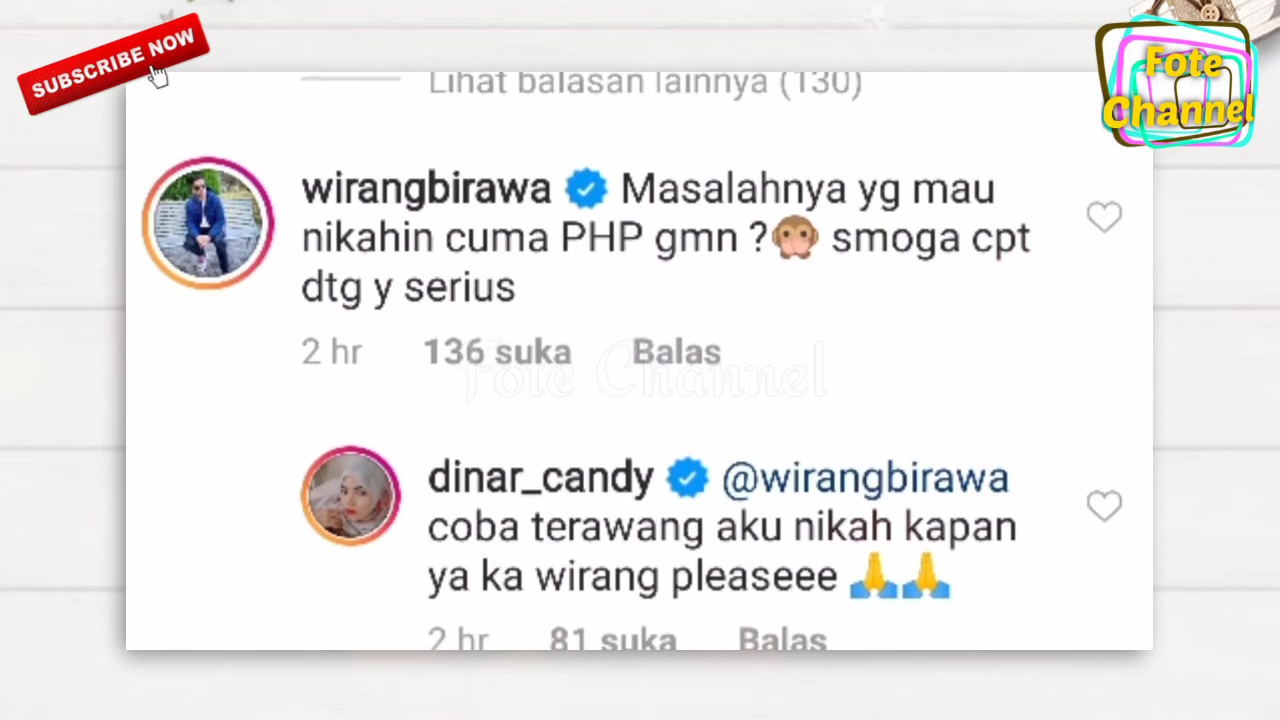 SUBSCRIBE NOW
Fote
Channel
Lihat balasan lainnya (130)
wirangbirawa Masalahnya yg mau
nikahin cuma PHP gmn ?🙊 smoga cpt
dtg y serius
2 hr 136 suka Balas
Fote Channel
dinar_candy @wirangbirawa
coba terawang aku nikah kapan
ya ka wirang pleaseee 🙏🙏
2 hr 81 suka Balas